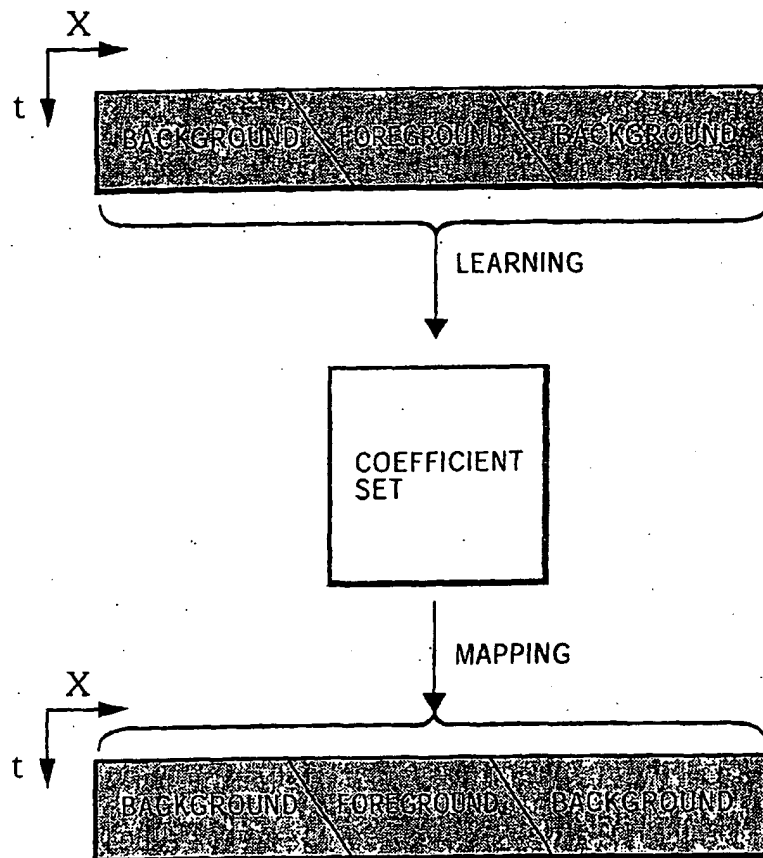 X
t
BACKGROUND FOREGROUND BACKGROUND
LEARNING
COEFFICIENT
SET
MAPPING
X
t
BACKGROUND FOREGROUND BACKGROUND